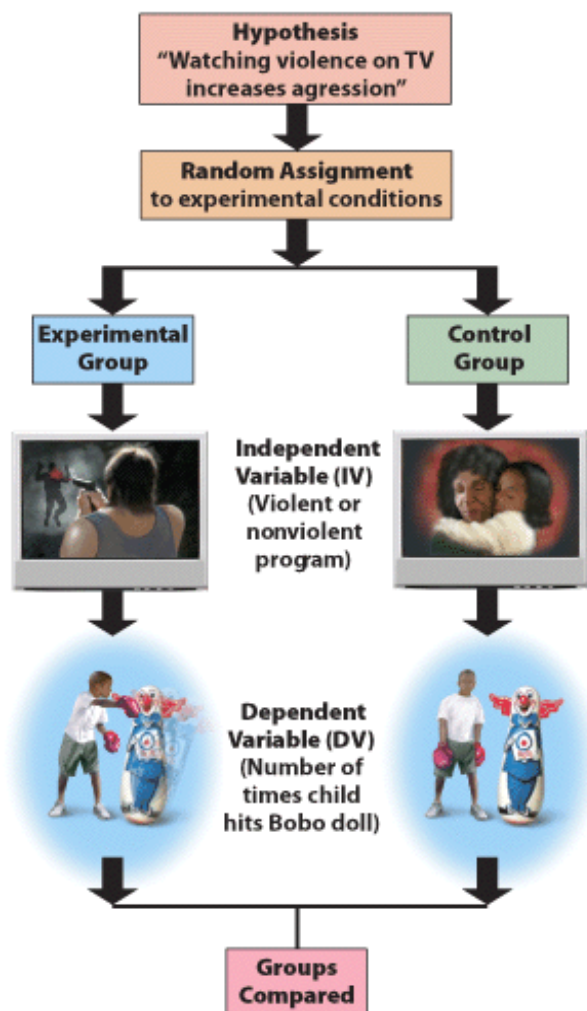 Hypothesis
“Watching violence on TV
increases agression”
Random Assignment
to experimental conditions
Experimental
Group
Control
Group
Independent
Variable (IV)
(Violent or
nonviolent
program)
Dependent
Variable (DV)
(Number of
times child
hits Bobo doll)
Groups
Compared